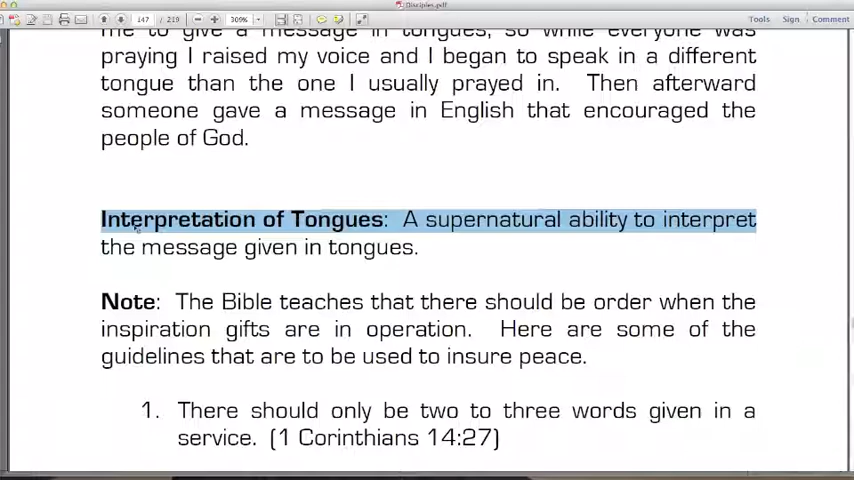 Disciples.pdf
147 / 219
309%
Tools Sign Comment
me to give a message in tongues, so while everyone was
praying I raised my voice and I began to speak in a different
tongue than the one I usually prayed in. Then afterward
someone gave a message in English that encouraged the
people of God.
Interpretation of Tongues: A supernatural ability to interpret
the message given in tongues.
Note: The Bible teaches that there should be order when the
inspiration gifts are in operation. Here are some of the
guidelines that are to be used to insure peace.
1. There should only be two to three words given in a
service. (1 Corinthians 14:27)